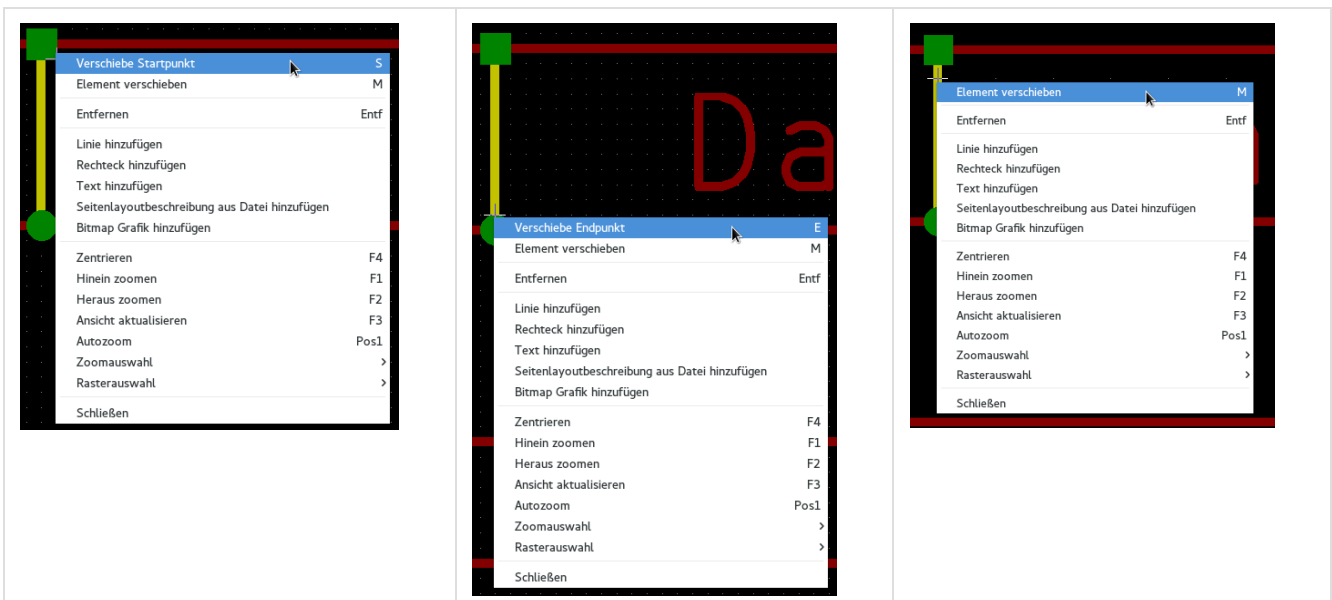 Verschiebe Startpunkt S
Element verschieben M
Entfernen Entf
Linie hinzufügen
Rechteck hinzufügen
Text hinzufügen
Seitenlayoutbeschreibung aus Datei hinzufügen
Bitmap Grafik hinzufügen
Zentrieren F4
Hinein zoomen F1
Heraus zoomen F2
Ansicht aktualisieren F3
Autozoom Pos1
Zoomauswahl
Rasterauswahl
Schließen
Da
Verschiebe Endpunkt E
Element verschieben M
Entfernen Entf
Linie hinzufügen
Rechteck hinzufügen
Text hinzufügen
Seitenlayoutbeschreibung aus Datei hinzufügen
Bitmap Grafik hinzufügen
Zentrieren F4
Hinein zoomen F1
Heraus zoomen F2
Ansicht aktualisieren F3
Autozoom Pos1
Zoomauswahl
Rasterauswahl
Schließen
Element verschieben M
Entfernen Entf
Linie hinzufügen
Rechteck hinzufügen
Text hinzufügen
Seitenlayoutbeschreibung aus Datei hinzufügen
Bitmap Grafik hinzufügen
Zentrieren F4
Hinein zoomen F1
Heraus zoomen F2
Ansicht aktualisieren F3
Autozoom Pos1
Zoomauswahl
Rasterauswahl
Schließen